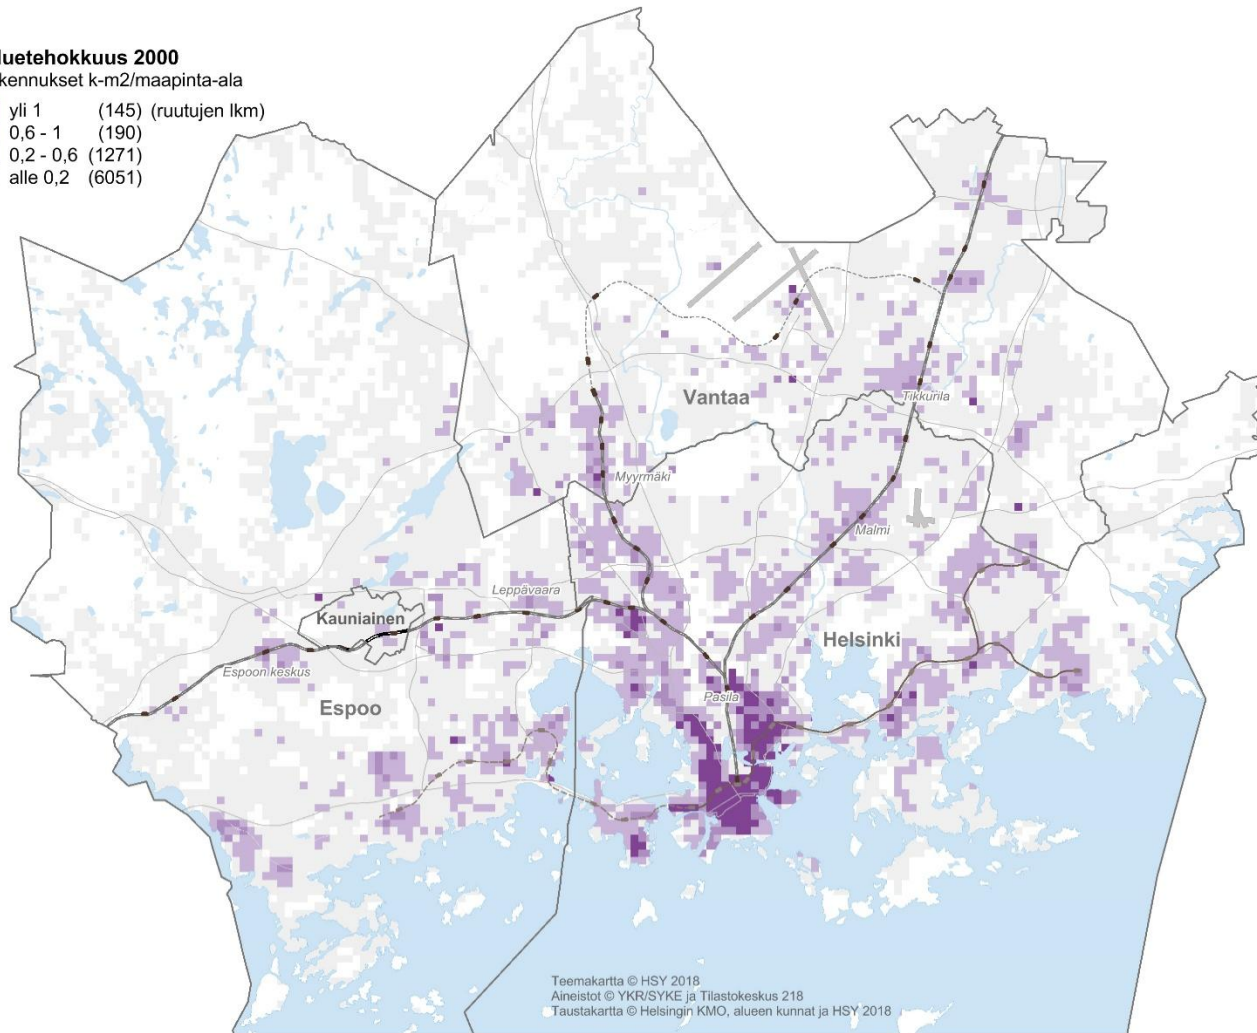 luetehokkuus 2000
kennukset k-m2/maapinta-ala
yli 1 (145) (ruutujen lkm)
0,6 - 1 (190)
0,2 - 0,6 (1271)
alle 0,2 (6051)
Vantaa
Tikkurila
Myyrmäki
Malmi
Leppävaara
Kauniainen
Helsinki
Espoon keskus
Pasila
Espoo
Teemakartta © HSY 2018
Aineistot © YKR/SYKE ja Tilastokeskus 218
Taustakartta © Helsingin KMO, alueen kunnat ja HSY 2018